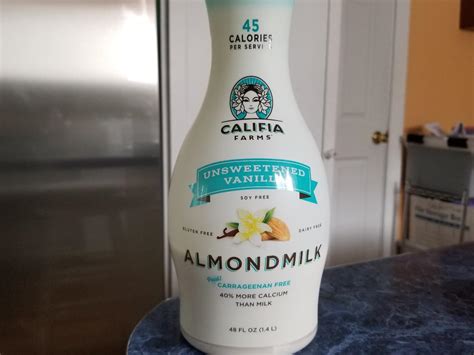 45
CALORIES
PER SERVING
CALIFIA
FARMS®
UNSWEETENED
VANILLA
SOY FREE
GLUTEN FREE
DAIRY FREE
ALMONDMILK
CARRAGEENAN FREE
40% MORE CALCIUM
THAN MILK
48 FL OZ (1.4 L)